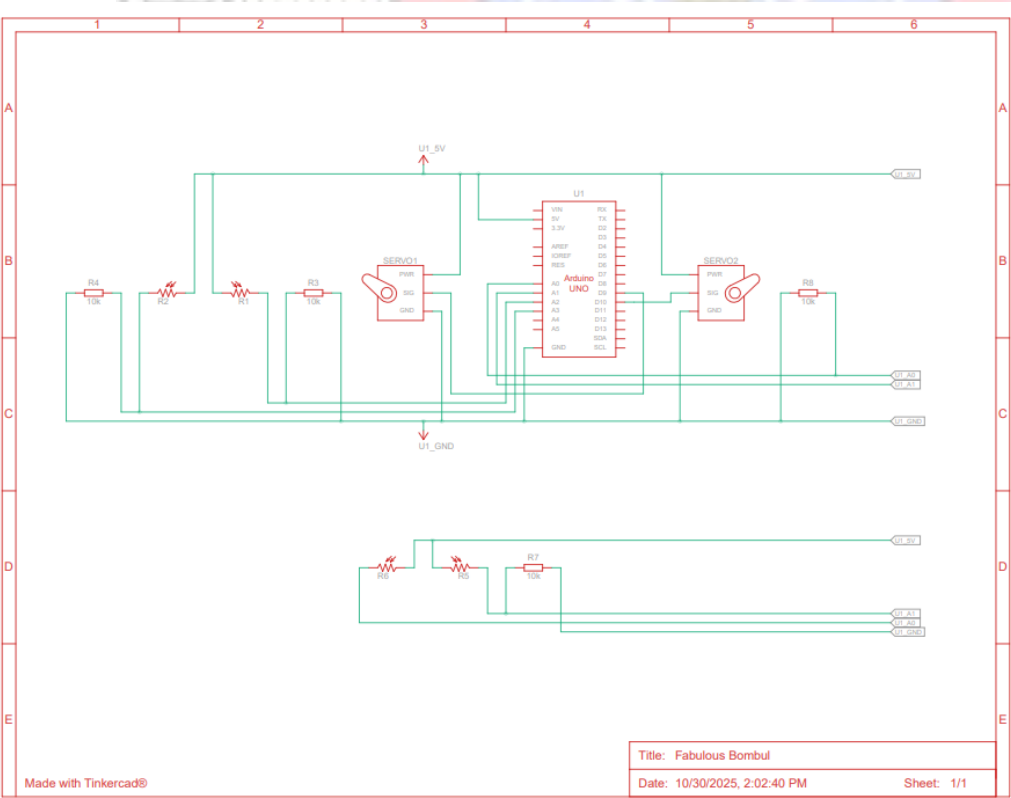 1 2 3 4 5 6
A A
U1_5V
U1_5V
U1
VIN RX
5V TX
3.3V D2
D3
AREF D4
B B
IOREF D5
SERVO1 SERVO2
RES D6
PWR D7 PWR
R4 R3 Arduino R8
A0 D8
SIG UNO SIG
A1 D9
10k R2 R1 10k 10k
A2 D10
GND A3 D11 GND
A4 D12
A5 D13
SDA
GND SCL
U1_A0
U1_A1
C C
U1_GND
U1_GND
U1_5V
R7
D D
R6 R5 10k
U1_A1
U1_A0
U1_GND
E E
Title: Fabulous Bombul
Made with Tinkercad® Date: 10/30/2025, 2:02:40 PM Sheet: 1/1